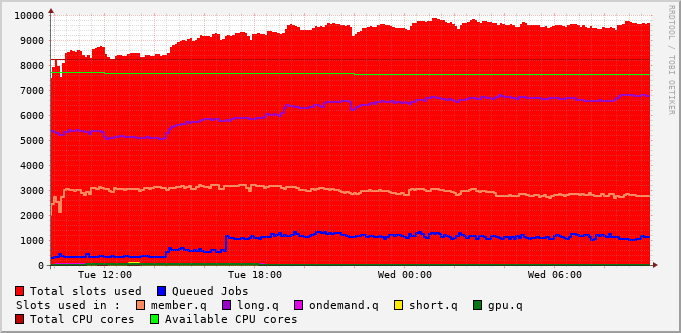 10000
9000
8000
7000
6000
5000
4000
3000
2000
1000
0
Tue 12:00 Tue 18:00 Wed 00:00 Wed 06:00
RRDTOOL / TOBI OETIKER
Total slots used Queued Jobs
Slots used in : member.q long.q ondemand.q short.q gpu.q
Total CPU cores Available CPU cores